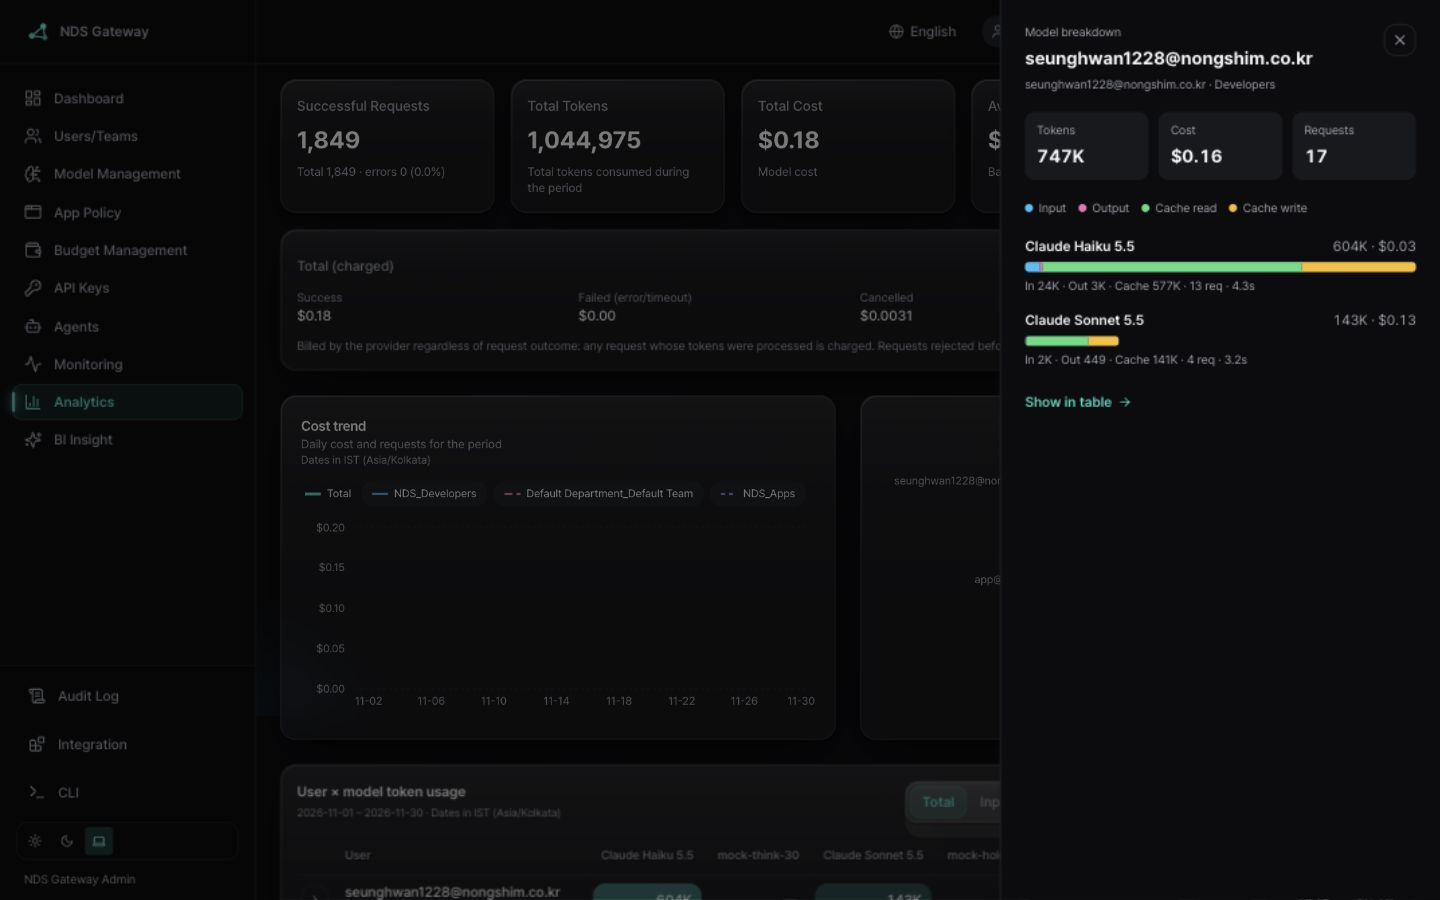 NDS Gateway
English
Dashboard
Users/Teams
Model Management
App Policy
Budget Management
API Keys
Agents
Monitoring
Analytics
BI Insight
Audit Log
Integration
CLI
NDS Gateway Admin
Successful Requests
1,849
Total 1,849 · errors 0 (0.0%)
Total Tokens
1,044,975
Total tokens consumed during
the period
Total Cost
$0.18
Model cost
Total (charged)
Success
$0.18
Failed (error/timeout)
$0.00
Cancelled
$0.0031
Billed by the provider regardless of request outcome; any request whose tokens were processed is charged. Requests rejected
Cost trend
Daily cost and requests for the period
Dates in IST (Asia/Kolkata)
Total
NDS_Developers
Default Department_Default Team
NDS_Apps
$0.20
$0.15
$0.10
$0.05
$0.00
11-02 11-06 11-10 11-14 11-18 11-22 11-26 11-30
seunghwan1228@nor
app@
User × model token usage
2026-11-01 – 2026-11-30 · Dates in IST (Asia/Kolkata)
Total
User Claude Haiku 5.5 mock-think-30 Claude Sonnet 5.5
seunghwan1228@nongshim.co.kr 604K 143K
Model breakdown
seunghwan1228@nongshim.co.kr
seunghwan1228@nongshim.co.kr · Developers
Tokens
747K
Cost
$0.16
Requests
17
Input Output Cache read Cache write
Claude Haiku 5.5 604K · $0.03
In 24K · Out 3K · Cache 577K · 13 req · 4.3s
Claude Sonnet 5.5 143K · $0.13
In 2K · Out 449 · Cache 141K · 4 req · 3.2s
Show in table →